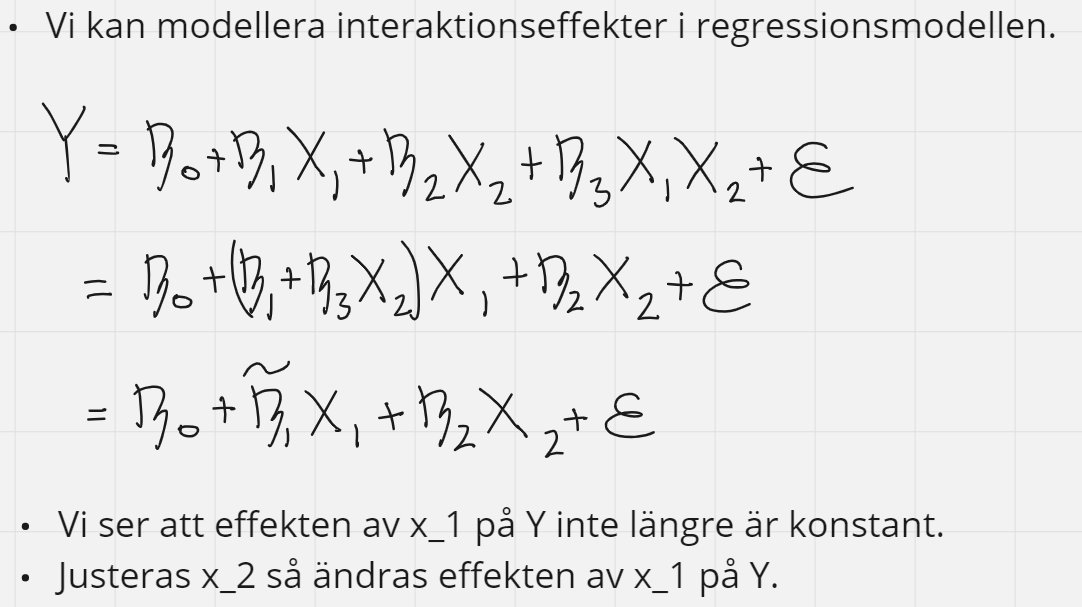 • Vi kan modellera interaktionseffekter i regressionsmodellen.
Y = β₀ + β₁X₁ + β₂X₂ + β₃X₁X₂ + ε
= β₀ + (β₁ + β₃X₂)X₁ + β₂X₂ + ε
= β₀ + β̃₁X₁ + β₂X₂ + ε
• Vi ser att effekten av x_1 på Y inte längre är konstant.
• Justeras x_2 så ändras effekten av x_1 på Y.